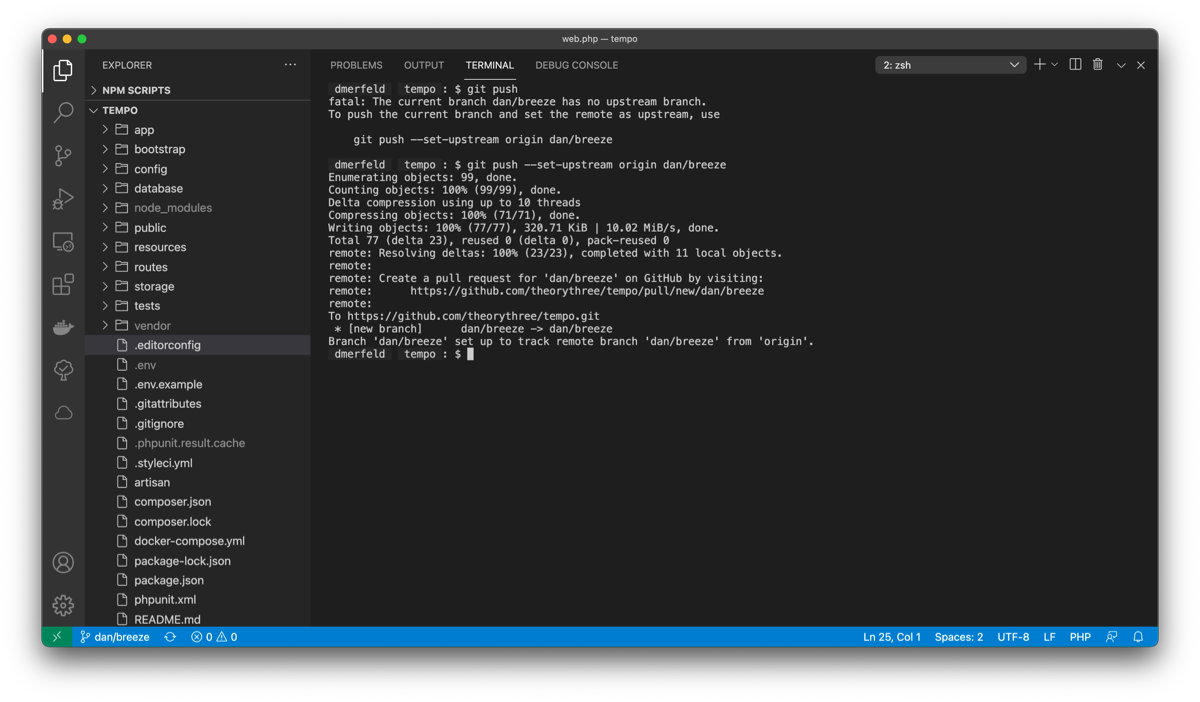 web.php — tempo
EXPLORER
NPM SCRIPTS
TEMPO
app
bootstrap
config
database
node_modules
public
resources
routes
storage
tests
vendor
.editorconfig
.env
.env.example
.gitattributes
.gitignore
.phpunit.result.cache
.styleci.yml
artisan
composer.json
composer.lock
docker-compose.yml
package-lock.json
package.json
phpunit.xml
README.md
PROBLEMS OUTPUT TERMINAL DEBUG CONSOLE 2: zsh
dmerfeld tempo : $ git push
fatal: The current branch dan/breeze has no upstream branch.
To push the current branch and set the remote as upstream, use
git push --set-upstream origin dan/breeze
dmerfeld tempo : $ git push --set-upstream origin dan/breeze
Enumerating objects: 99, done.
Counting objects: 100% (99/99), done.
Delta compression using up to 10 threads
Compressing objects: 100% (71/71), done.
Writing objects: 100% (77/77), 320.71 KiB | 10.02 MiB/s, done.
Total 77 (delta 23), reused 0 (delta 0), pack-reused 0
remote: Resolving deltas: 100% (23/23), completed with 11 local objects.
remote:
remote: Create a pull request for 'dan/breeze' on GitHub by visiting:
remote:      https://github.com/theorythree/tempo/pull/new/dan/breeze
remote:
To https://github.com/theorythree/tempo.git
* [new branch]      dan/breeze -> dan/breeze
Branch 'dan/breeze' set up to track remote branch 'dan/breeze' from 'origin'.
dmerfeld tempo : $
dan/breeze 0 0 Ln 25, Col 1 Spaces: 2 UTF-8 LF PHP